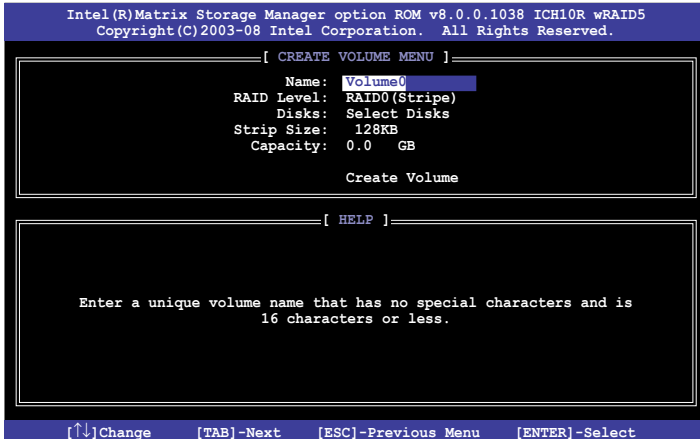 Intel(R)Matrix Storage Manager option ROM v8.0.0.1038 ICH10R wRAID5
Copyright(C)2003-08 Intel Corporation. All Rights Reserved.
[ CREATE VOLUME MENU ]
Name: Volume0
RAID Level: RAID0(Stripe)
Disks: Select Disks
Strip Size: 128KB
Capacity: 0.0 GB
Create Volume
[ HELP ]
Enter a unique volume name that has no special characters and is
16 characters or less.
[↑↓]Change [TAB]-Next [ESC]-Previous Menu [ENTER]-Select